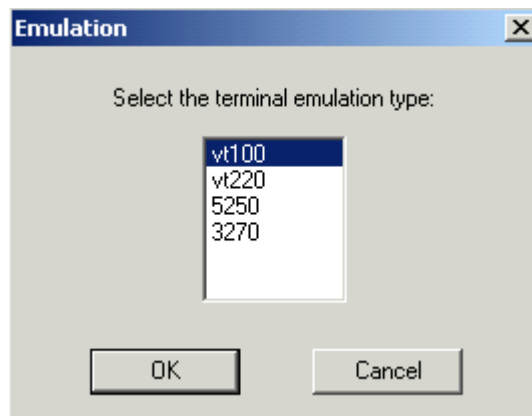 Emulation
Select the terminal emulation type:
vt100
vt220
5250
3270
OK Cancel